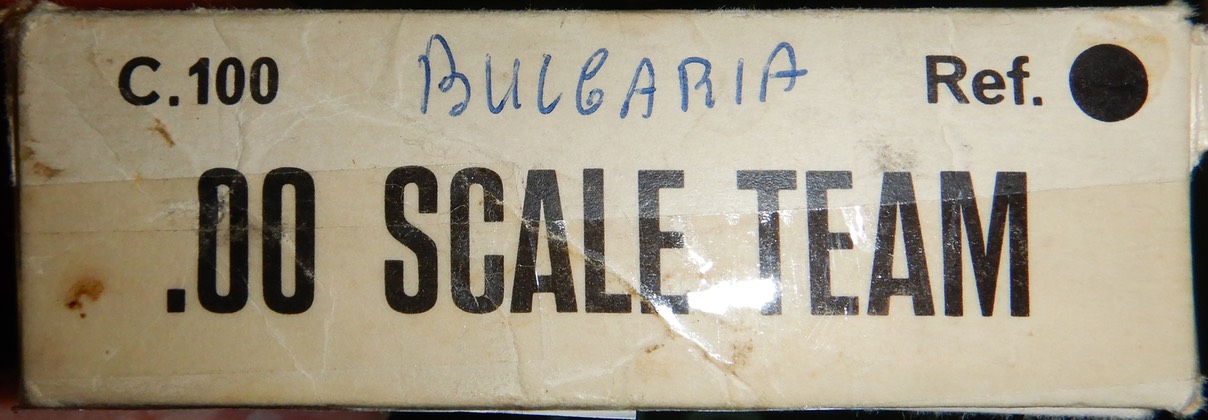 C.100 BULGARIA Ref.
.00 SCALE TEAM